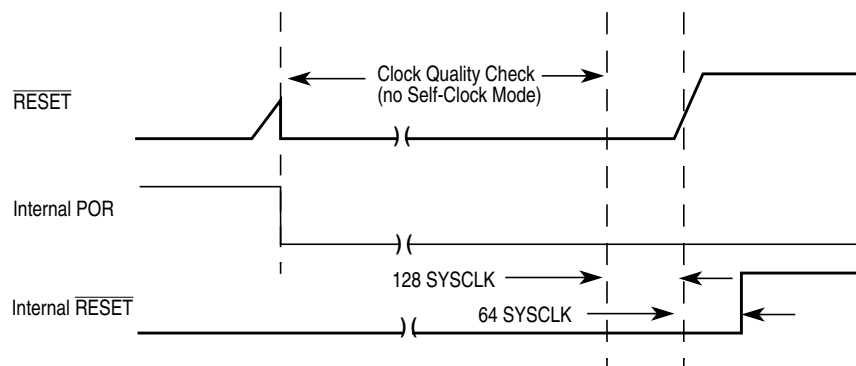 Clock Quality Check
(no Self-Clock Mode)
RESET
)(
Internal POR
)(
128 SYSCLK
Internal RESET
64 SYSCLK
)(